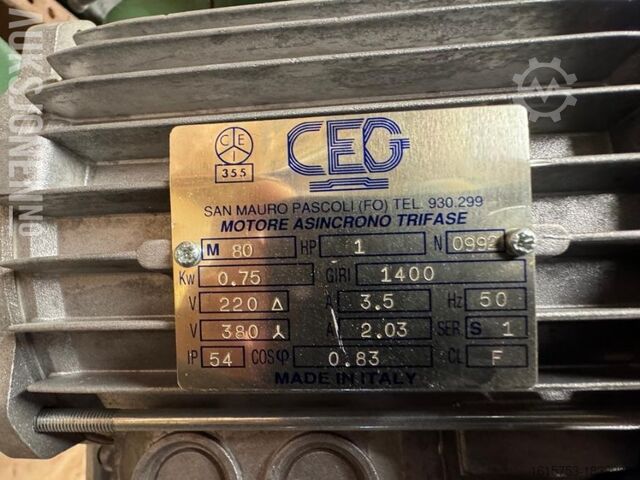 CEI
355
CEG
SAN MAURO PASCOLI (FO) TEL. 930.299
MOTORE ASINCRONO TRIFASE
M 80 HP 1 N 0992
Kw 0.75 GIRI 1400
V 220 Δ A 3.5 Hz 50
V 380 A 2.03 SER. S 1
IP 54 COSφ 0.83 CL F
MADE IN ITALY
AUKSJONEN.NO